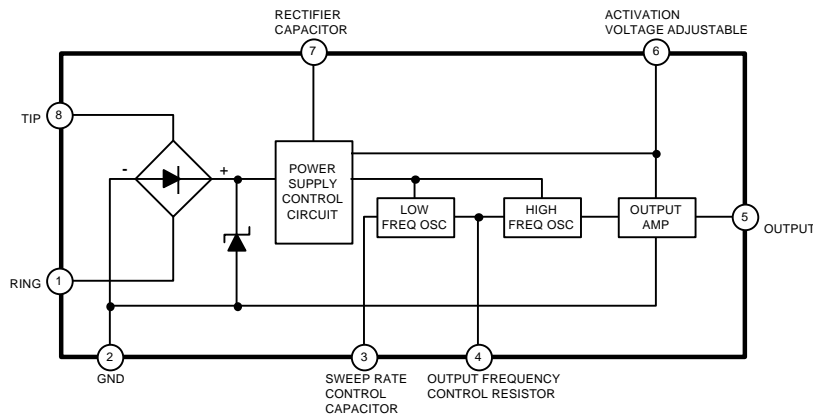 RECTIFIER
CAPACITOR
7
ACTIVATION
VOLTAGE ADJUSTABLE
6
TIP
8
-
+
POWER
SUPPLY
CONTROL
CIRCUIT
LOW
FREQ OSC
HIGH
FREQ OSC
OUTPUT
AMP
5
OUTPUT
RING
1
2
GND
3
SWEEP RATE
CONTROL
CAPACITOR
4
OUTPUT FREQUENCY
CONTROL RESISTOR